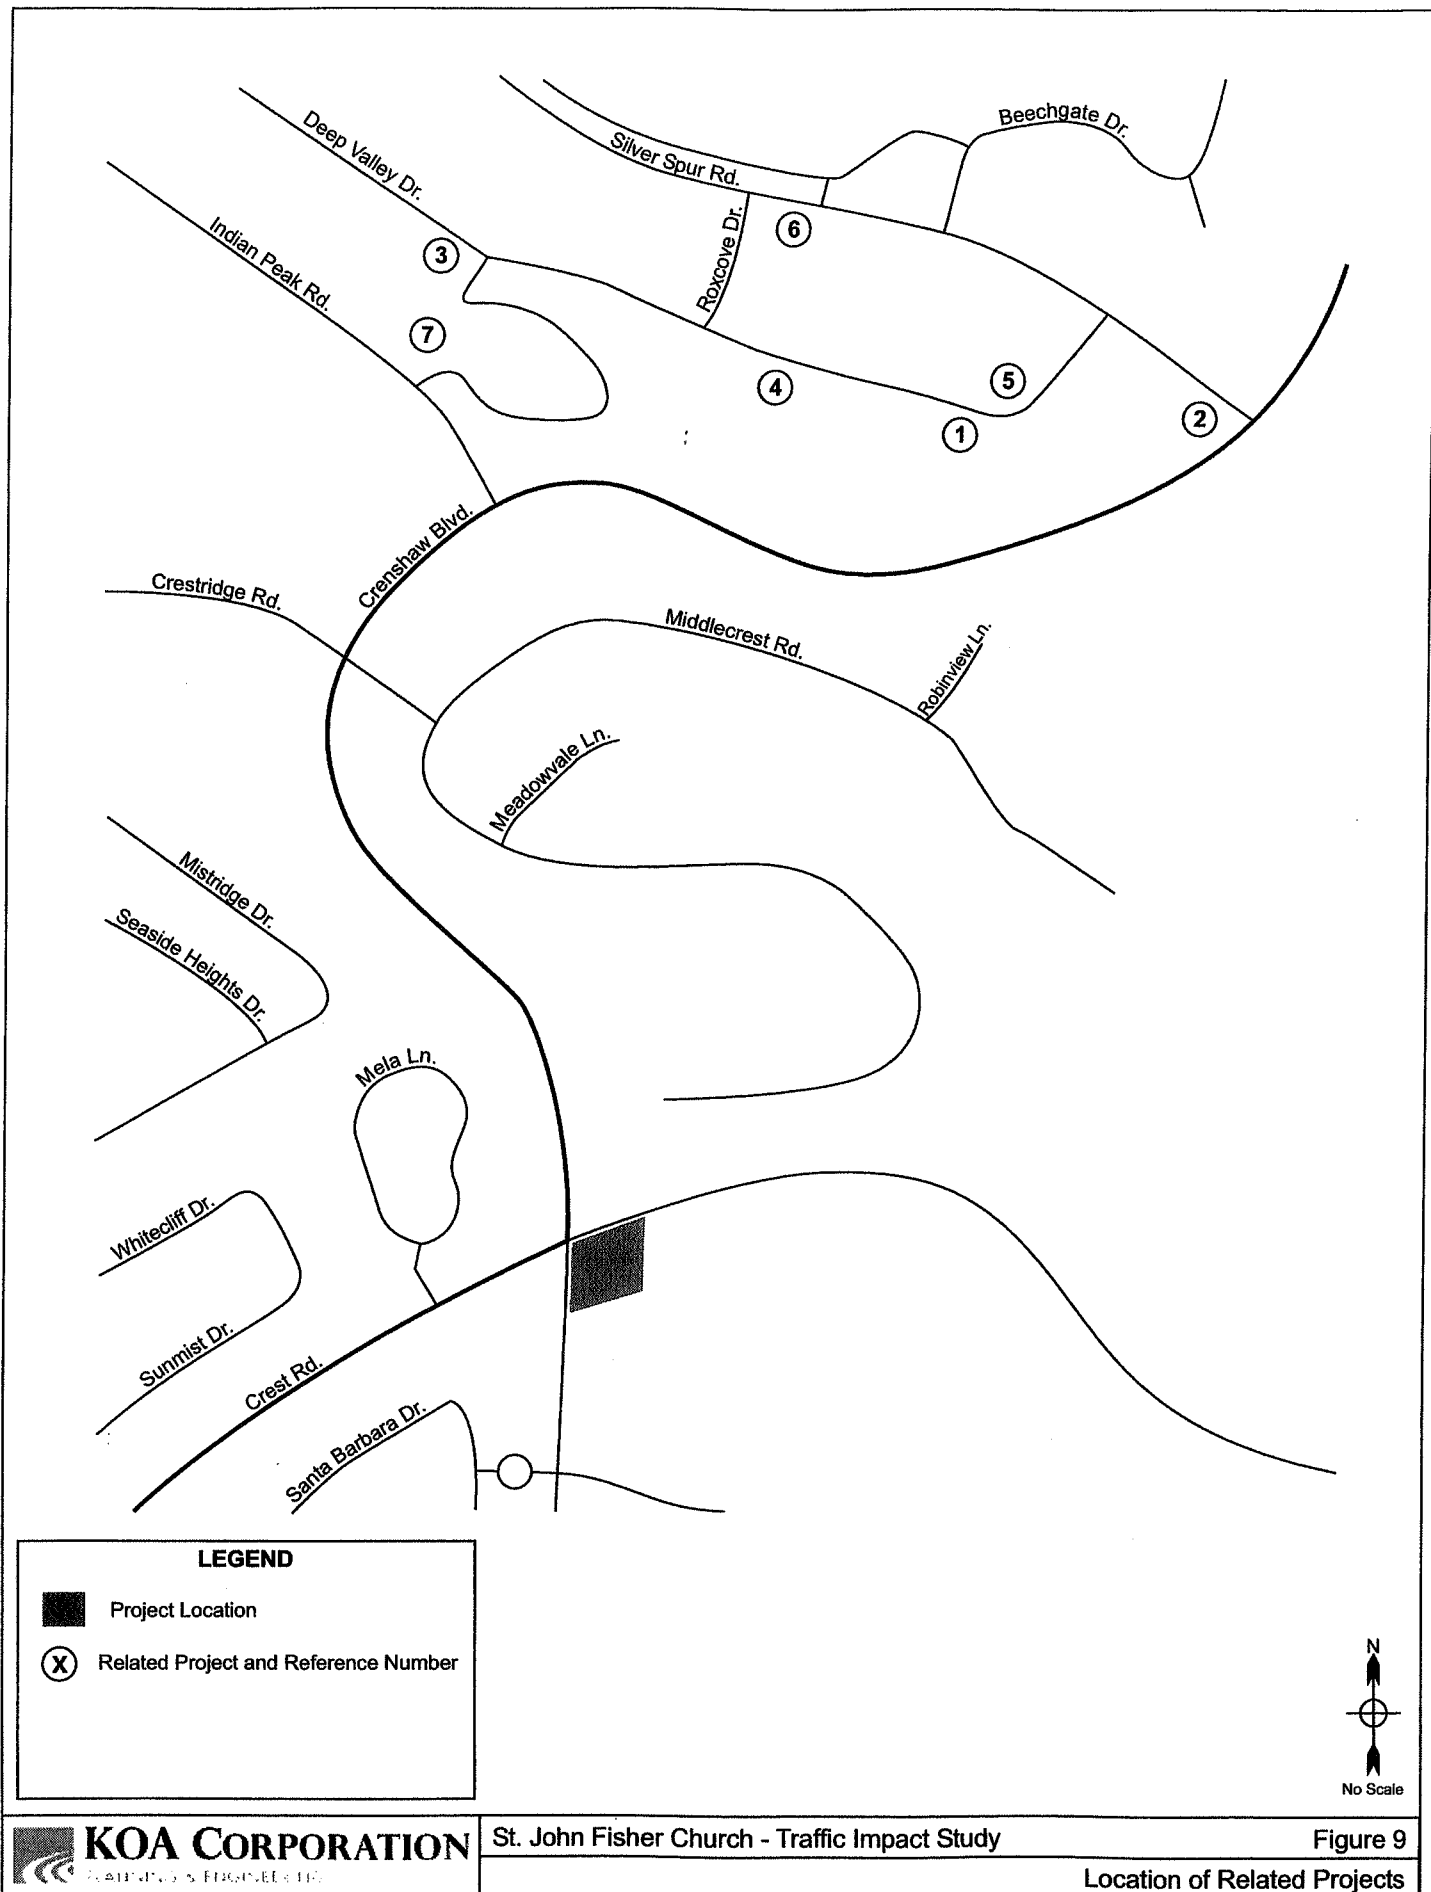 Beechgate Dr.
Deep Valley Dr.
Silver Spur Rd.
Indian Peak Rd.
Roxcove Dr.
6
3
7
4
5
1
2
Crenshaw Blvd.
Crestridge Rd.
Middlecrest Rd.
Robinview Ln.
Meadowvale Ln.
Mistridge Dr.
Seaside Heights Dr.
Mela Ln.
Whitecliff Dr.
Sunmist Dr.
Crest Rd.
Santa Barbara Dr.
LEGEND
Project Location
X Related Project and Reference Number
N
No Scale
KOA CORPORATION
PLANNING & ENGINEERING
St. John Fisher Church - Traffic Impact Study
Figure 9
Location of Related Projects